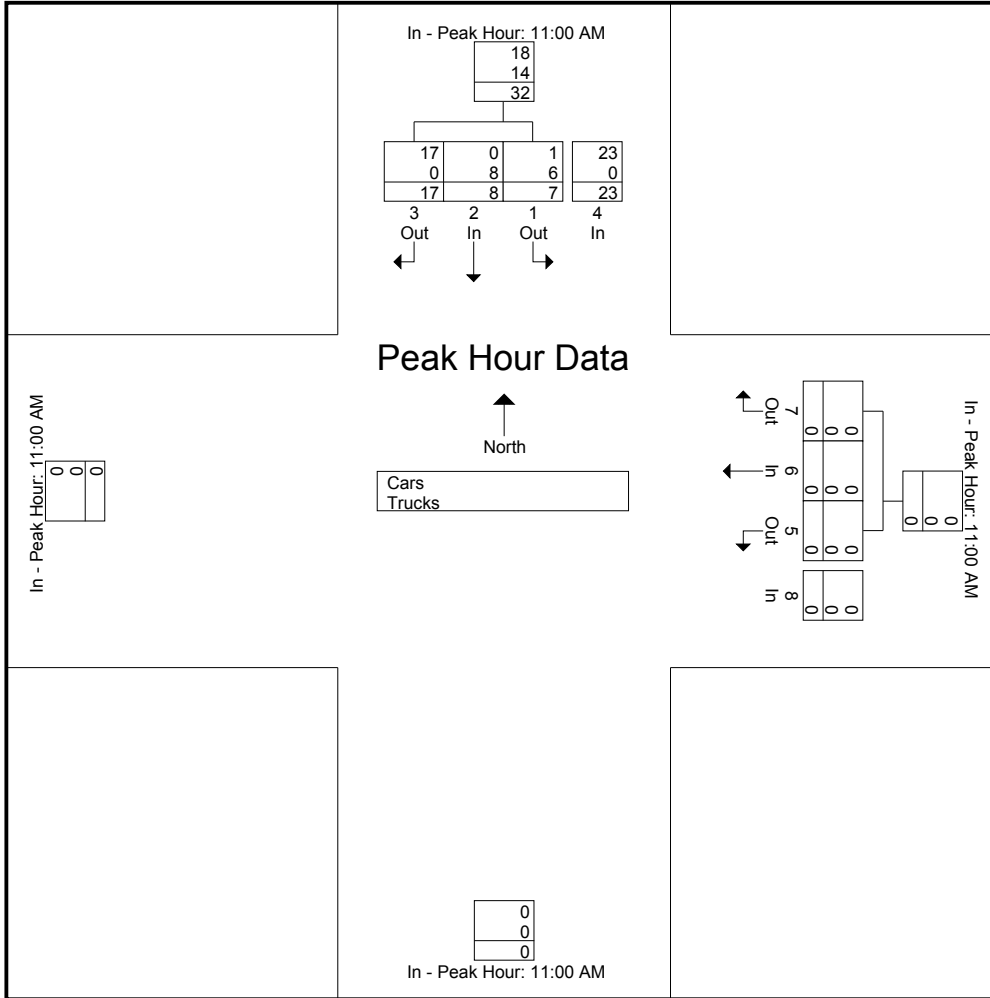 In - Peak Hour: 11:00 AM
18
14
32
17 0 1 23
0 8 6 0
17 8 7 23
3 2 1 4
Out In Out In
Peak Hour Data
North
Cars
Trucks
In - Peak Hour: 11:00 AM
0 0 0
7 Out 0 0 0
6 In 0 0 0
5 Out 0 0 0
8 In 0 0 0
0 0 0
In - Peak Hour: 11:00 AM
0
0
0
In - Peak Hour: 11:00 AM